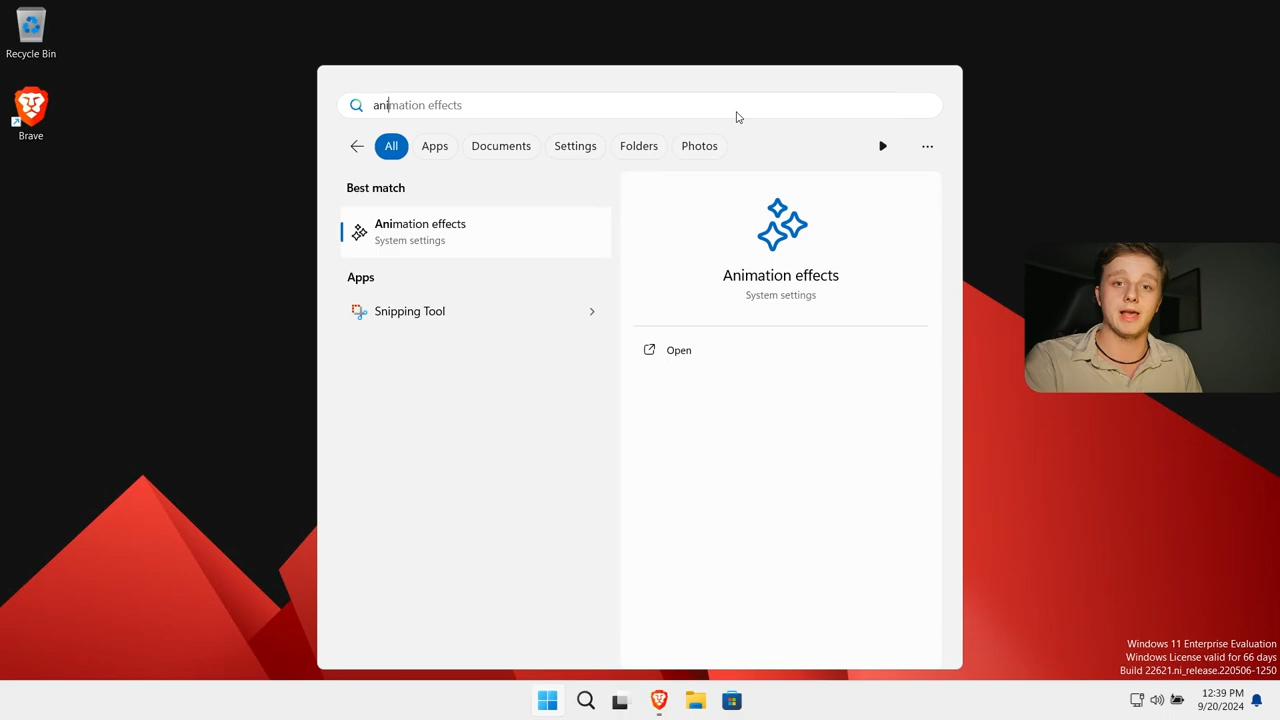 Recycle Bin
Brave
animation effects
All Apps Documents Settings Folders Photos
Best match
Animation effects
System settings
Apps
Snipping Tool
Animation effects
System settings
Open
Windows 11 Enterprise Evaluation
Windows License valid for 66 days
Build 22621.ni_release.220506-1250
12:39 PM
9/20/2024